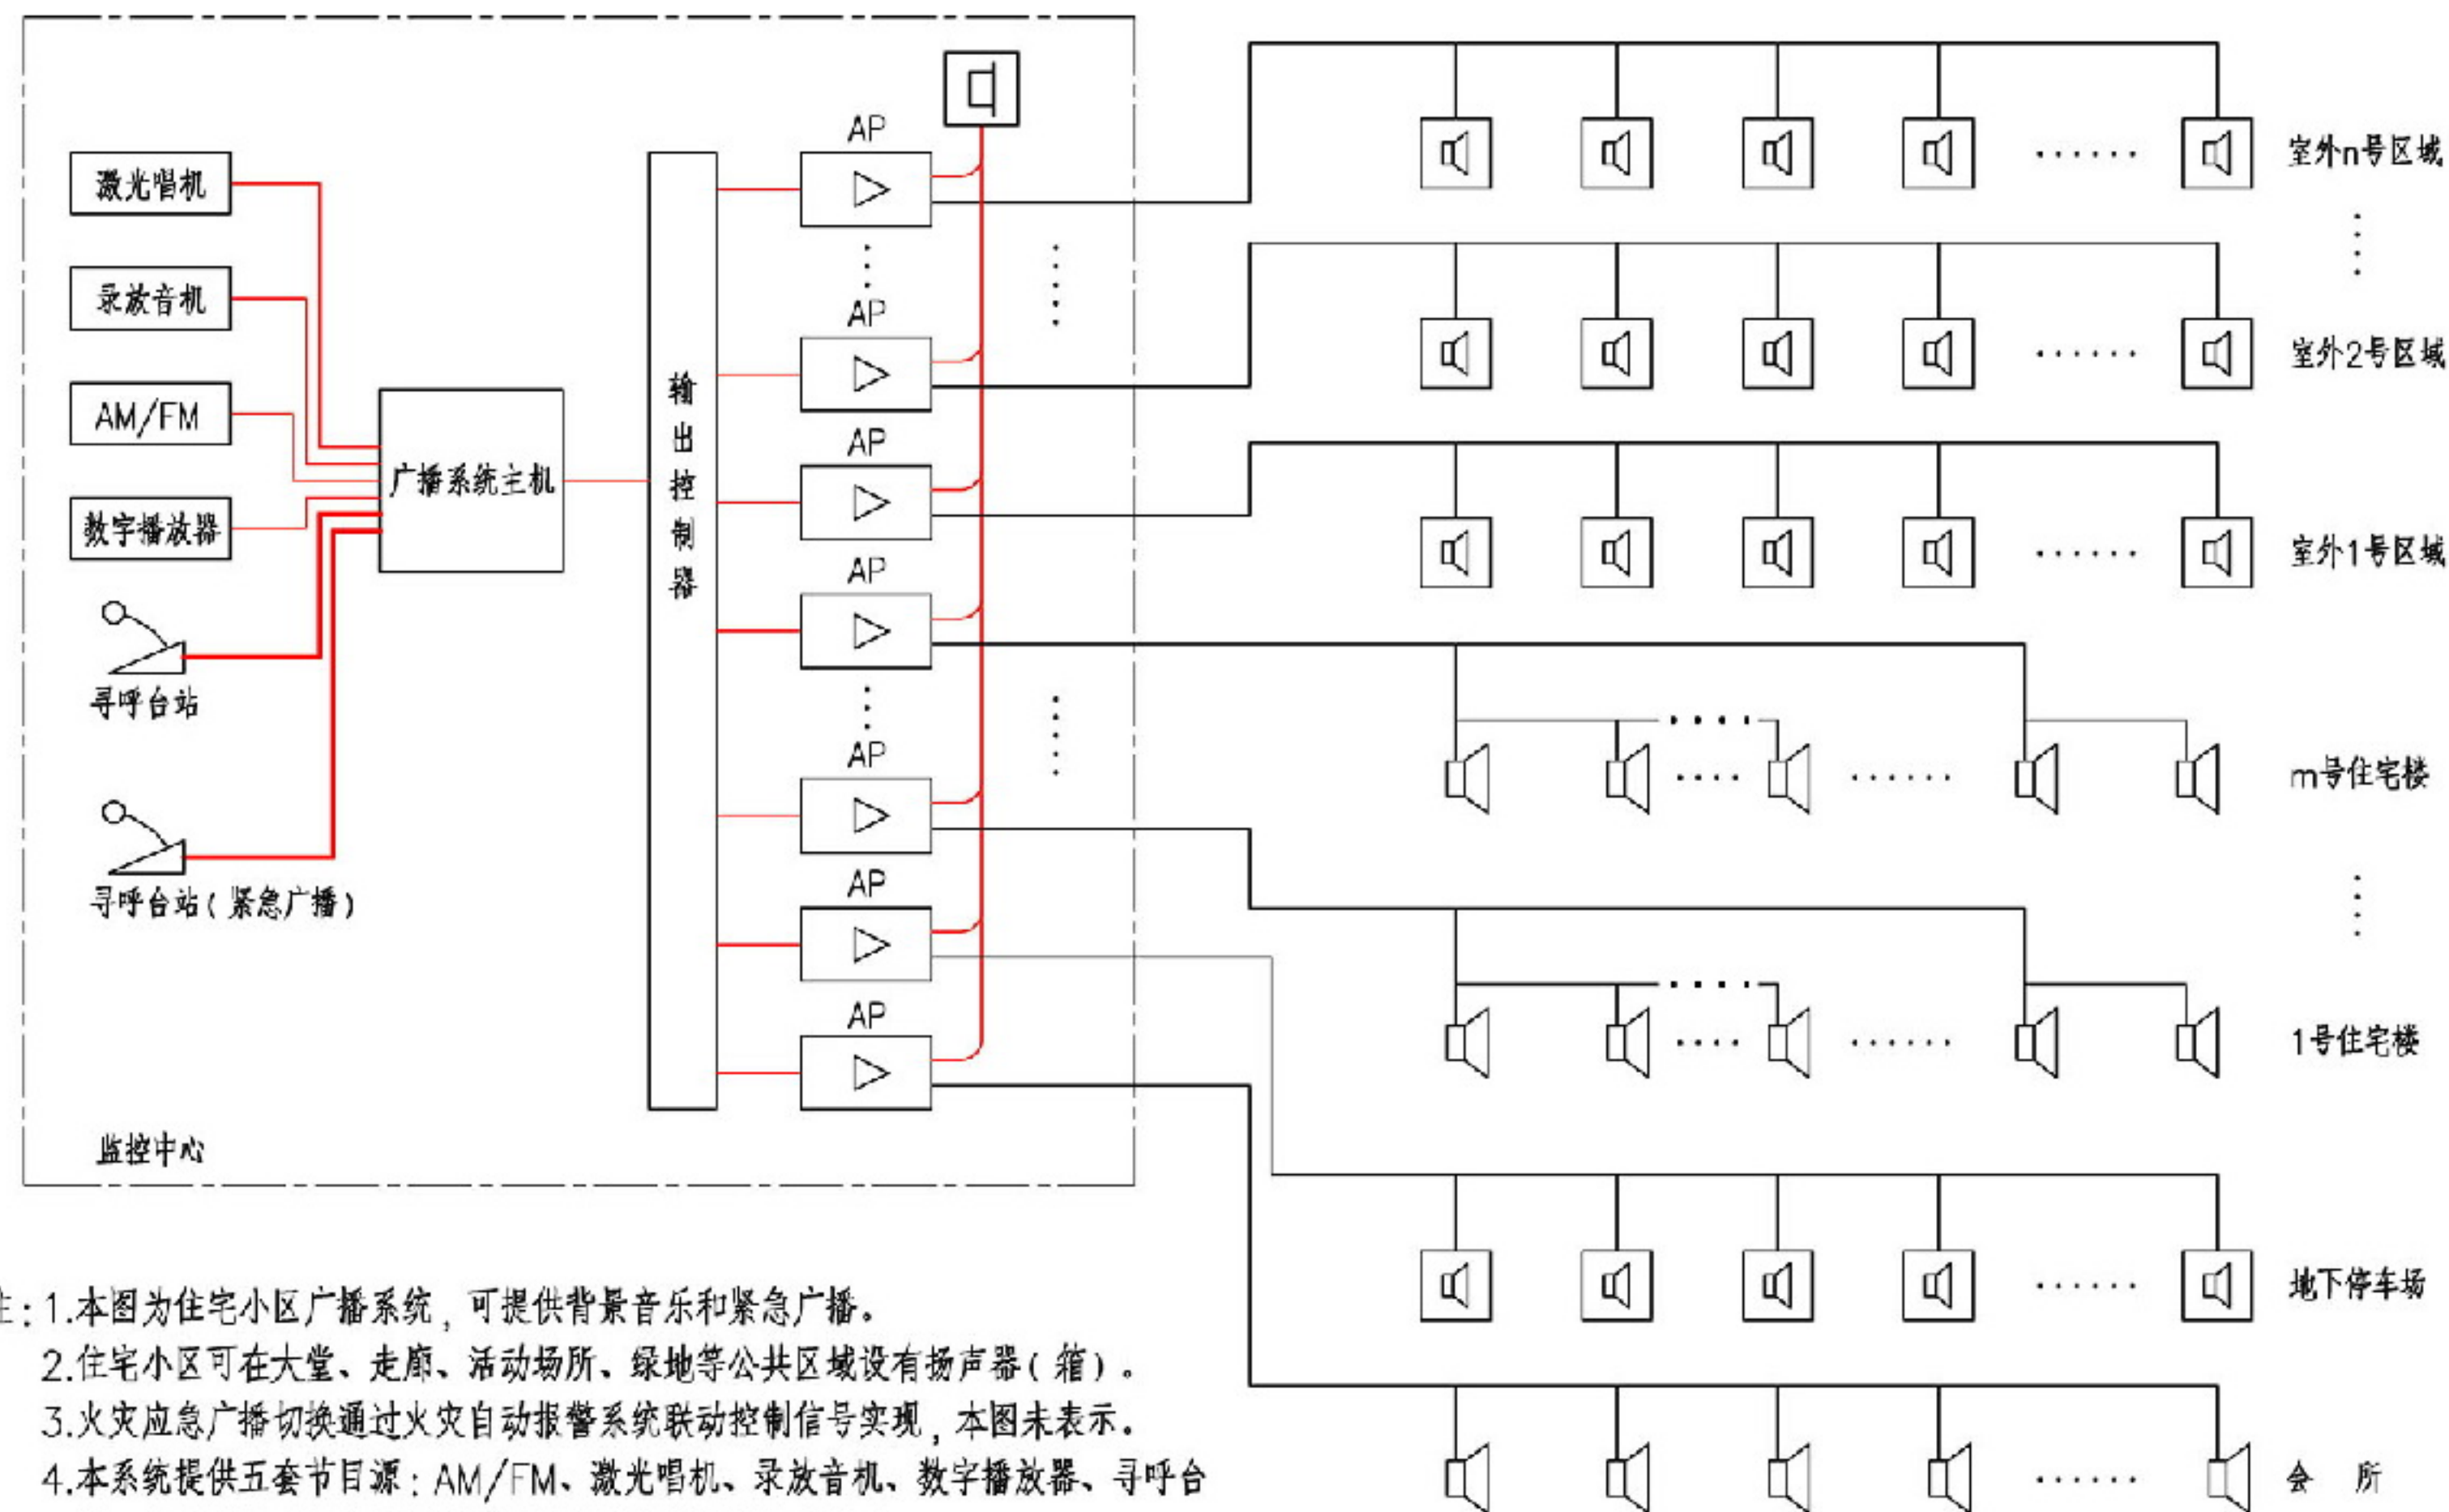 激光唱机
录放音机
AM/FM
数字播放器
寻呼台站
寻呼台站(紧急广播)
广播系统主机
输出控制器
AP
AP
AP
AP
AP
AP
AP
监控中心
室外n号区域
室外2号区域
室外1号区域
m号住宅楼
1号住宅楼
地下停车场
会 所
注:1.本图为住宅小区广播系统,可提供背景音乐和紧急广播。
2.住宅小区可在大堂、走廊、活动场所、绿地等公共区域设有扬声器(箱)。
3.火灾应急广播切换通过火灾自动报警系统联动控制信号实现,本图未表示。
4.本系统提供五套节目源:AM/FM、激光唱机、录放音机、数字播放器、寻呼台